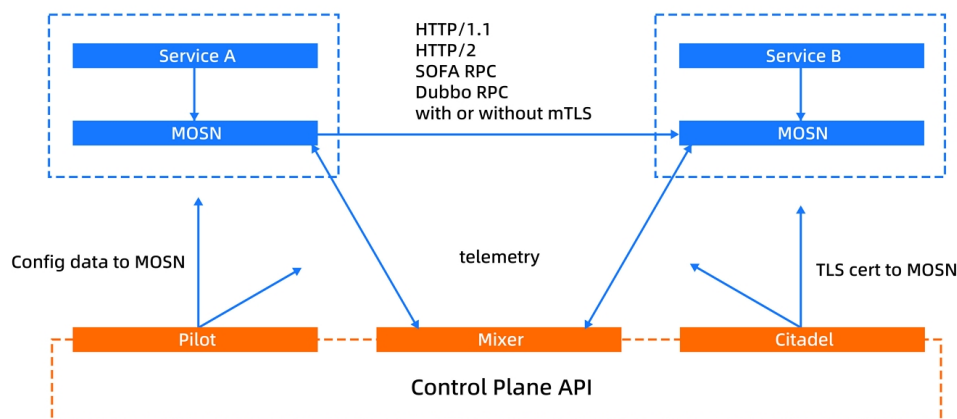 HTTP/1.1
HTTP/2
SOFA RPC
Dubbo RPC
with or without mTLS
Service A
Service B
MOSN
MOSN
Config data to MOSN
telemetry
TLS cert to MOSN
Pilot
Mixer
Citadel
Control Plane API